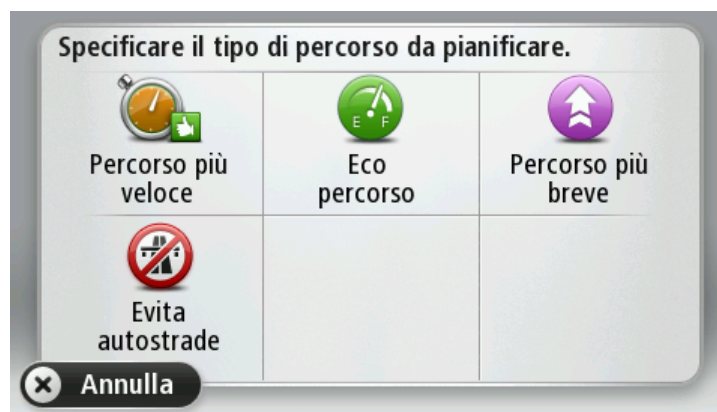 Specificare il tipo di percorso da pianificare.
Percorso più
veloce
E F
Eco
percorso
Percorso più
breve
Evita
autostrade
Annulla